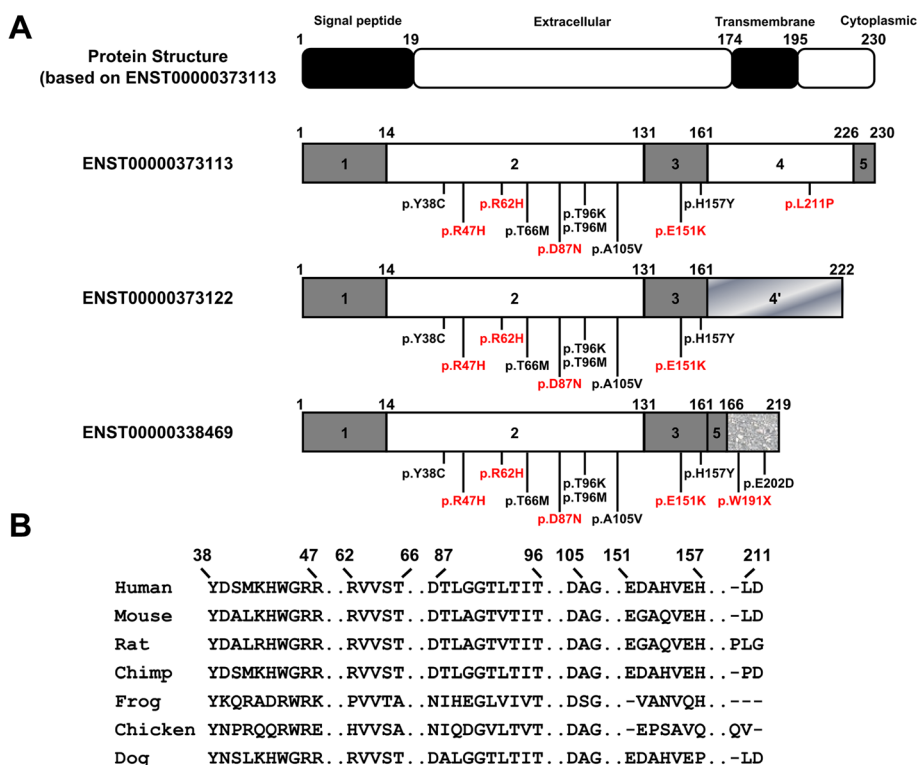 A
Signal peptide Extracellular Transmembrane Cytoplasmic
1 19 174 195 230
Protein Structure
(based on ENST00000373113
1 14 131 161 226 230
ENST00000373113
1 2 3 4 5
p.Y38C p.R62H p.T96K p.H157Y p.L211P
p.R47H p.T66M p.T96M p.E151K
p.D87N p.A105V
1 14 131 161 222
ENST00000373122
1 2 3 4'
p.Y38C p.R62H p.T96K p.H157Y
p.R47H p.T66M p.T96M p.E151K
p.D87N p.A105V
1 14 131 161 166 219
ENST00000338469
1 2 3 5
p.Y38C p.R62H p.T96K p.H157Y p.E202D
p.R47H p.T66M p.T96M p.E151K p.W191X
p.D87N p.A105V
B
38 47 62 66 87 96 105 151 157 211
Human YDSMKHWGRR..RVVST..DTLGGTLTIT..DAG..EDAHVEH..-LD
Mouse YDALKHWGRR..RVVST..DTLAGTVTIT..DAG..EGAQVEH..-LD
Rat YDALRHWGRR..RVVST..DTLAGTVTIT..DAG..EGAQVEH..PLG
Chimp YDSMKHWGRR..RVVST..DTLGGTLTIT..DAG..EDAHVEH..-PD
Frog YKQRADRWRK..PVVTA..NIHEGLVIVT..DSG..-VANVQH..---
Chicken YNPRQQRWRE..HVVSA..NIQDGVLTVT..DAG..-EPSAVQ..QV-
Dog YNSLKHWGRR..RVVST..DALGGTLTIT..DAG..EDAHVEP..-LD